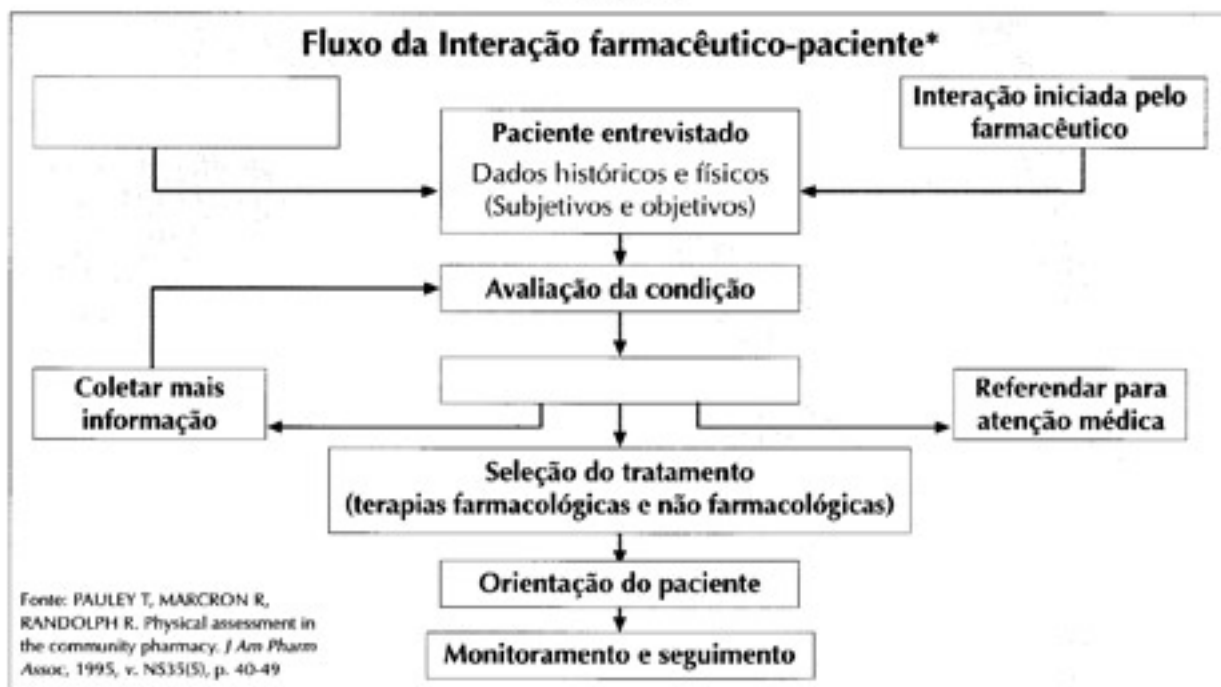 Fluxo da Interação farmacêutico-paciente*
Interação iniciada pelo
farmacêutico
Paciente entrevistado
Dados históricos e físicos
(Subjetivos e objetivos)
Avaliação da condição
Coletar mais
informação
Referendar para
atenção médica
Seleção do tratamento
(terapias farmacológicas e não farmacológicas)
Orientação do paciente
Monitoramento e seguimento
Fonte: PAULEY T, MARCRON R,
RANDOLPH R. Physical assessment in
the community pharmacy. J Am Pharm
Assoc, 1995, v. NS35(5), p. 40-49